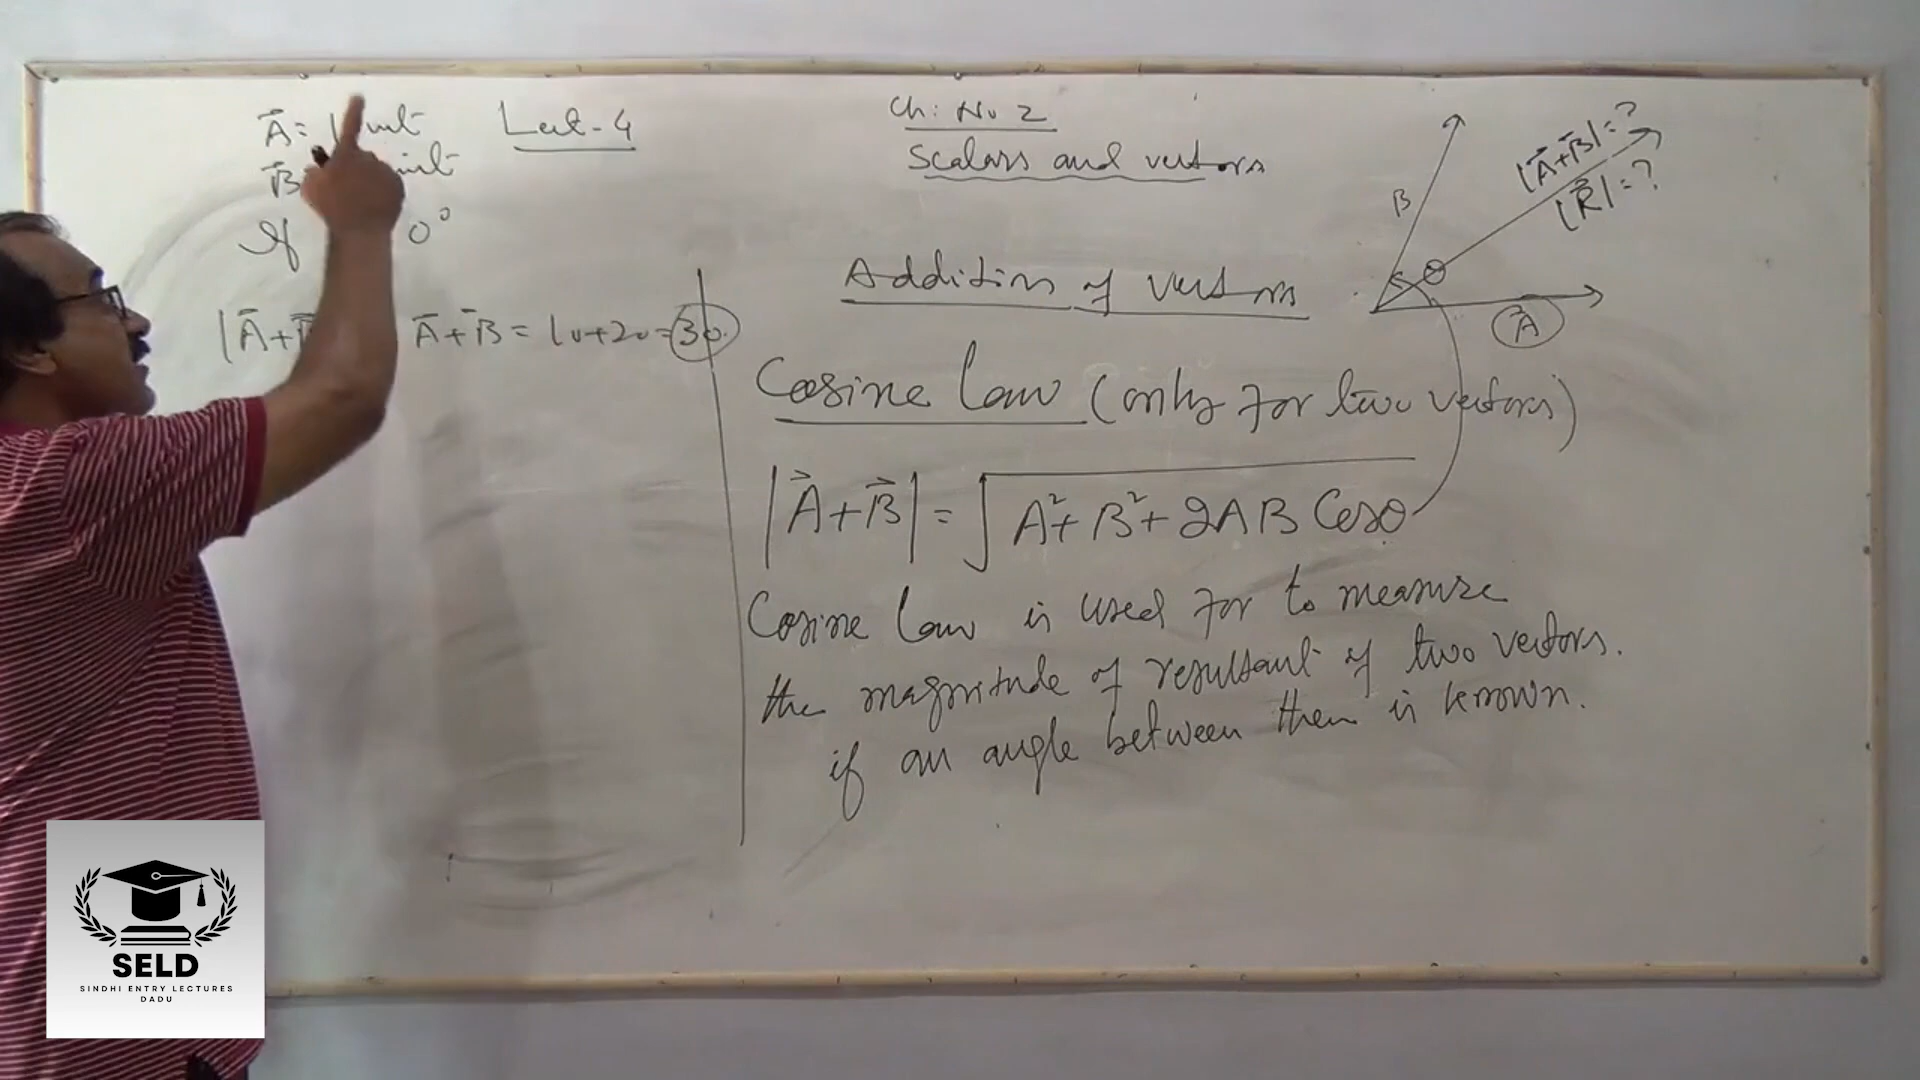 A⃗ = unit
Lect-4
B⃗ unit
If 0°
|A⃗+B⃗ A⃗+B⃗ = 10+20=30
Ch: No 2
Scalars and vectors
Addition of vectors
B
θ
A⃗
|A⃗+B⃗|=?
|R⃗|=?
Cosine Law (only for two vectors)
|A⃗+B⃗| = √A²+B²+2AB Cosθ
Cosine Law is used for to measure
the magnitude of resultant of two vectors.
if an angle between them is known.
SELD
SINDHI ENTRY LECTURES
DADU